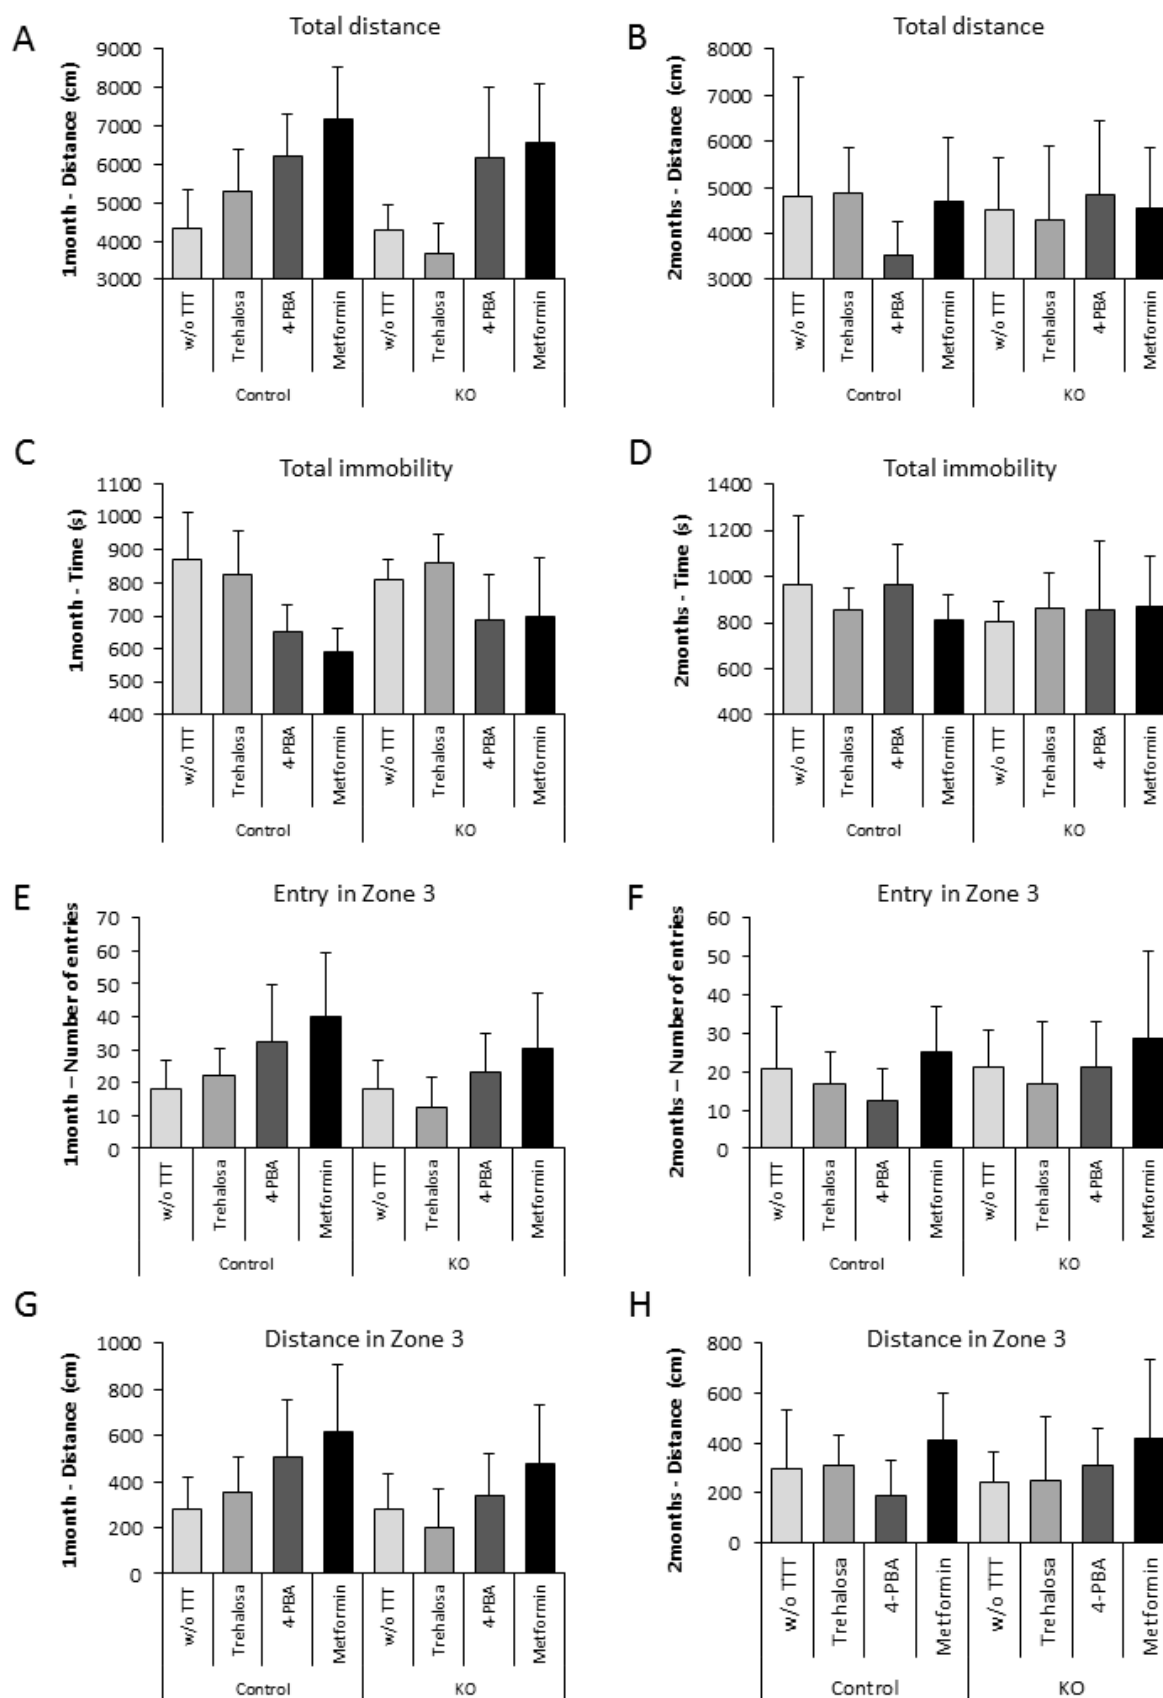 A
Total distance
1month - Distance (cm)
9000
8000
7000
6000
5000
4000
3000
w/o TTT
Trehalosa
4-PBA
Metformin
w/o TTT
Trehalosa
4-PBA
Metformin
Control
KO
B
Total distance
2months - Distance (cm)
8000
7000
6000
5000
4000
3000
w/o TTT
Trehalosa
4-PBA
Metformin
w/o TTT
Trehalosa
4-PBA
Metformin
Control
KO
C
Total immobility
1month - Time (s)
1100
1000
900
800
700
600
500
400
w/o TTT
Trehalosa
4-PBA
Metformin
w/o TTT
Trehalosa
4-PBA
Metformin
Control
KO
D
Total immobility
2months - Time (s)
1400
1200
1000
800
600
400
w/o TTT
Trehalosa
4-PBA
Metformin
w/o TTT
Trehalosa
4-PBA
Metformin
Control
KO
E
Entry in Zone 3
1month – Number of entries
70
60
50
40
30
20
10
0
w/o TTT
Trehalosa
4-PBA
Metformin
w/o TTT
Trehalosa
4-PBA
Metformin
Control
KO
F
Entry in Zone 3
2months – Number of entries
60
50
40
30
20
10
0
w/o TTT
Trehalosa
4-PBA
Metformin
w/o TTT
Trehalosa
4-PBA
Metformin
Control
KO
G
Distance in Zone 3
1month - Distance (cm)
1000
800
600
400
200
0
w/o TTT
Trehalosa
4-PBA
Metformin
w/o TTT
Trehalosa
4-PBA
Metformin
Control
KO
H
Distance in Zone 3
2months - Distance (cm)
800
600
400
200
0
w/o TTT
Trehalosa
4-PBA
Metformin
w/o TTT
Trehalosa
4-PBA
Metformin
Control
KO